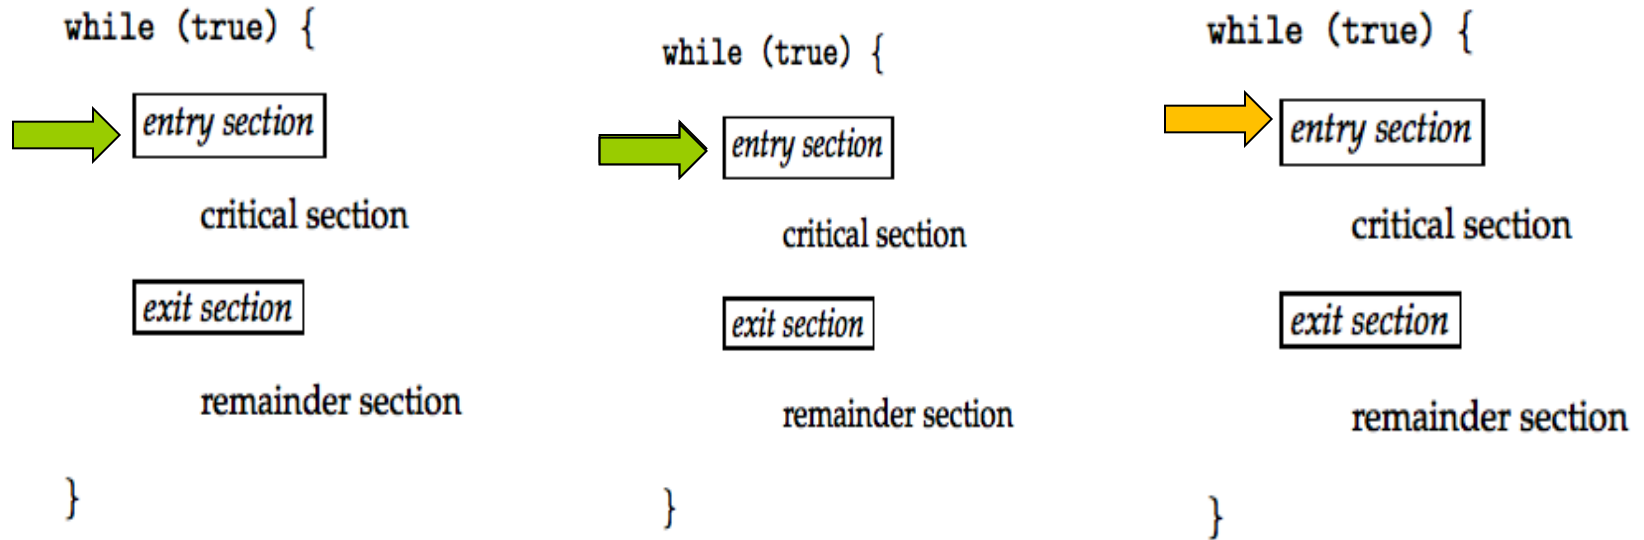 while (true) {
entry section
critical section
exit section
remainder section
}
while (true) {
entry section
critical section
exit section
remainder section
}
while (true) {
entry section
critical section
exit section
remainder section
}